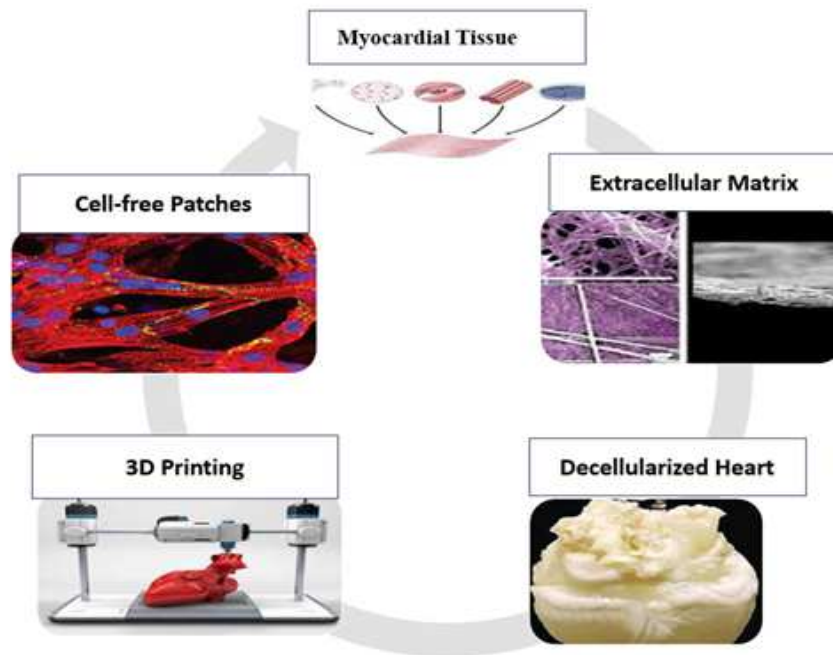 Myocardial Tissue
Extracellular Matrix
Cell-free Patches
3D Printing
Decellularized Heart